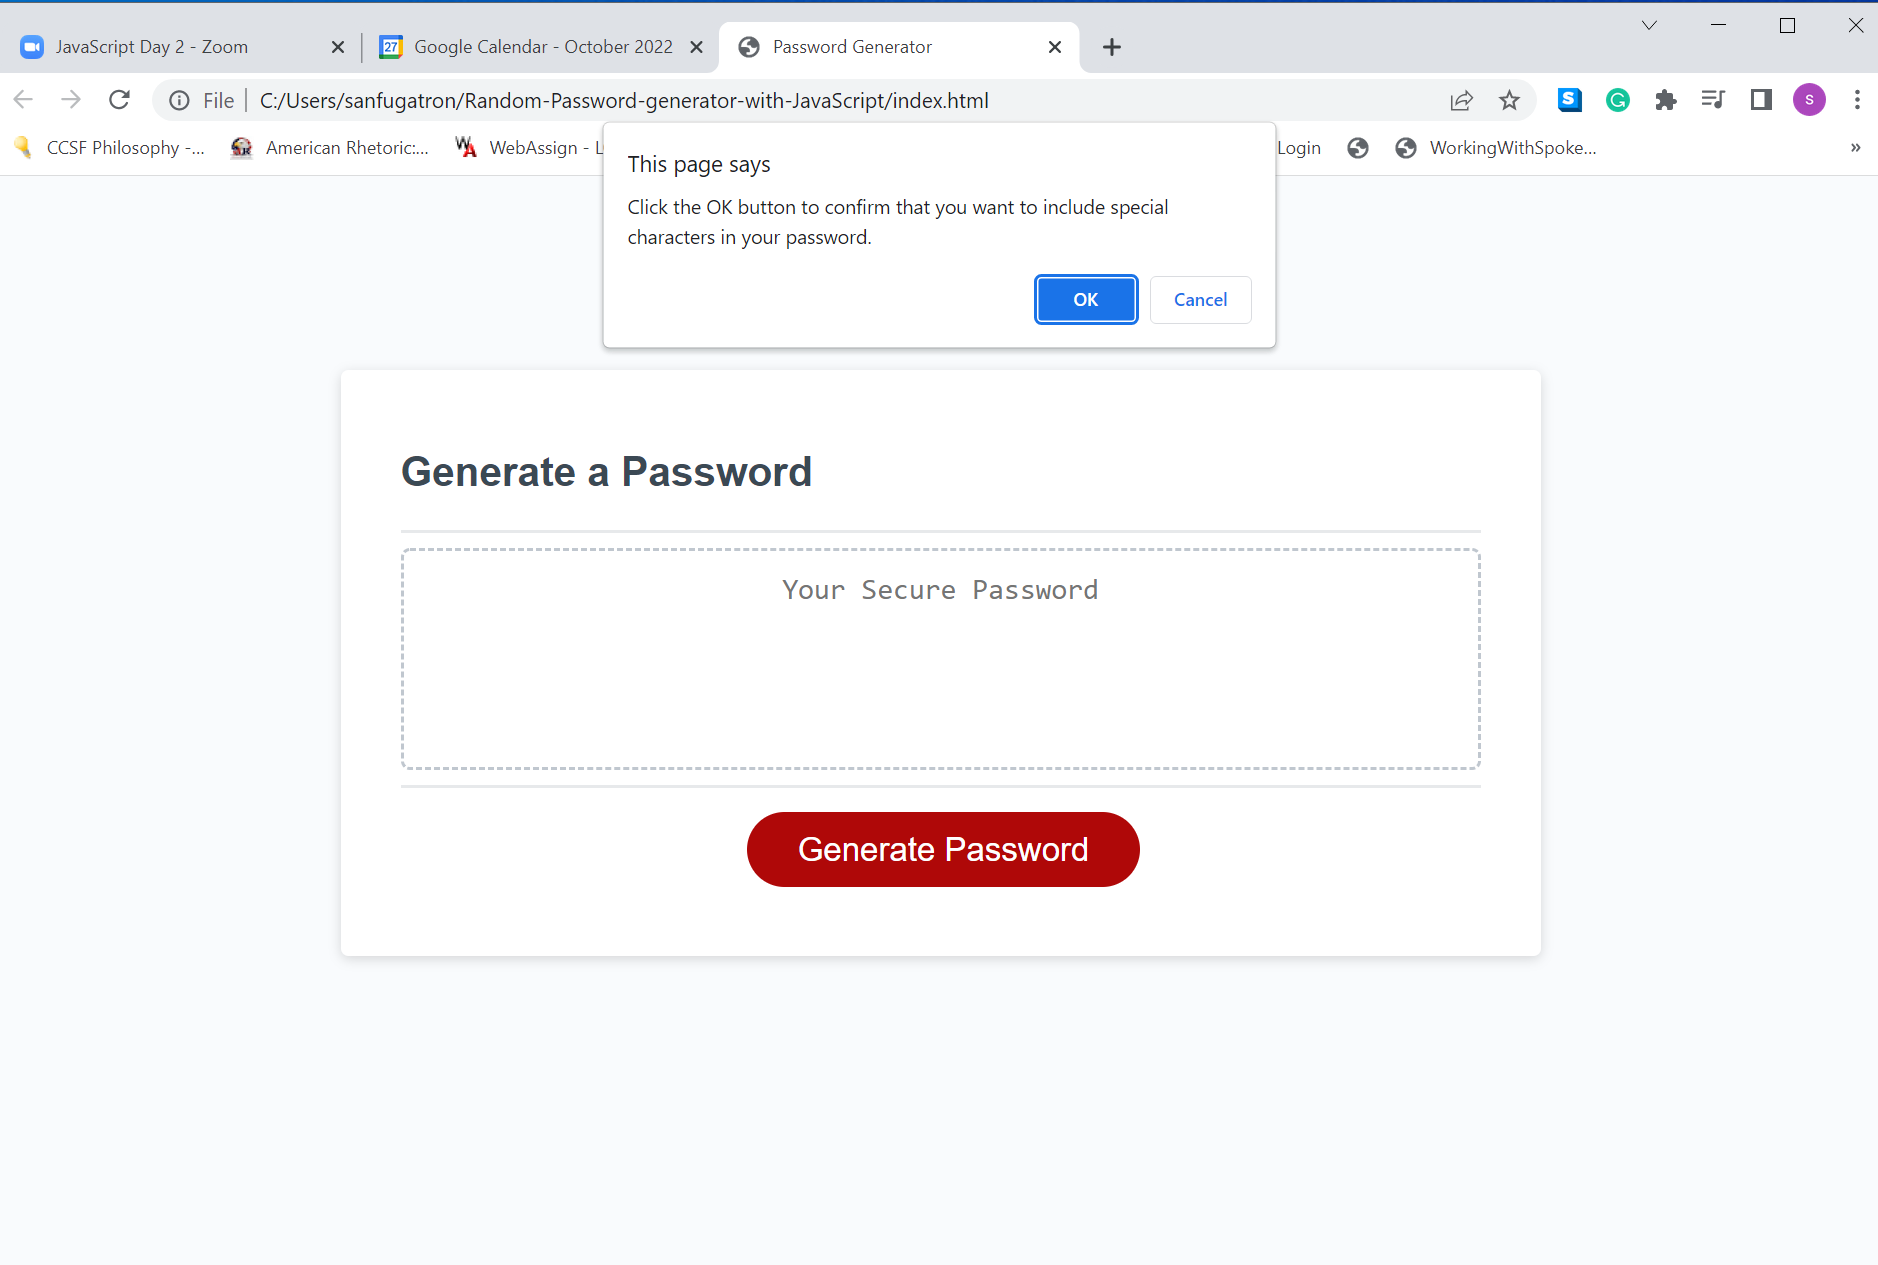 JavaScript Day 2 - Zoom
27
Google Calendar - October 2022
Password Generator
File
C:/Users/sanfugatron/Random-Password-generator-with-JavaScript/index.html
S
G
s
CCSF Philosophy -...
American Rhetoric:...
WA
WebAssign - L
Login
WorkingWithSpoke...
»
This page says
Click the OK button to confirm that you want to include special
characters in your password.
OK
Cancel
Generate a Password
Your Secure Password
Generate Password